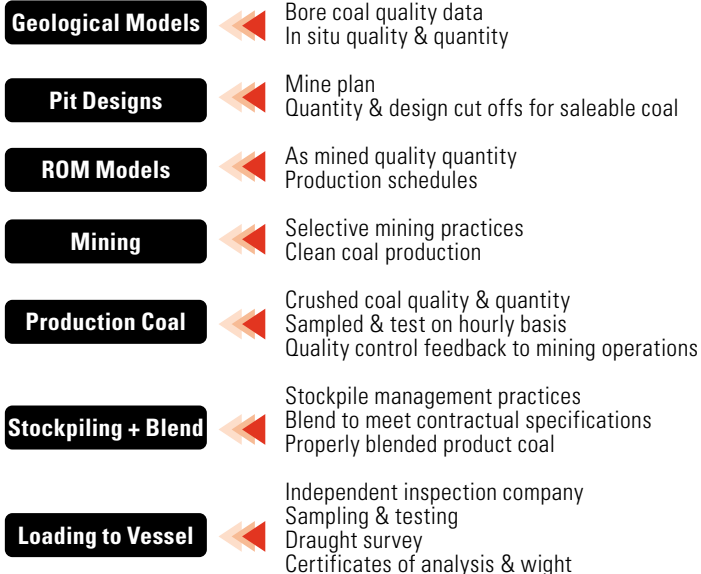 Geological Models
Bore coal quality data
In situ quality & quantity
Pit Designs
Mine plan
Quantity & design cut offs for saleable coal
ROM Models
As mined quality quantity
Production schedules
Mining
Selective mining practices
Clean coal production
Production Coal
Crushed coal quality & quantity
Sampled & test on hourly basis
Quality control feedback to mining operations
Stockpiling + Blend
Stockpile management practices
Blend to meet contractual specifications
Properly blended product coal
Loading to Vessel
Independent inspection company
Sampling & testing
Draught survey
Certificates of analysis & wight